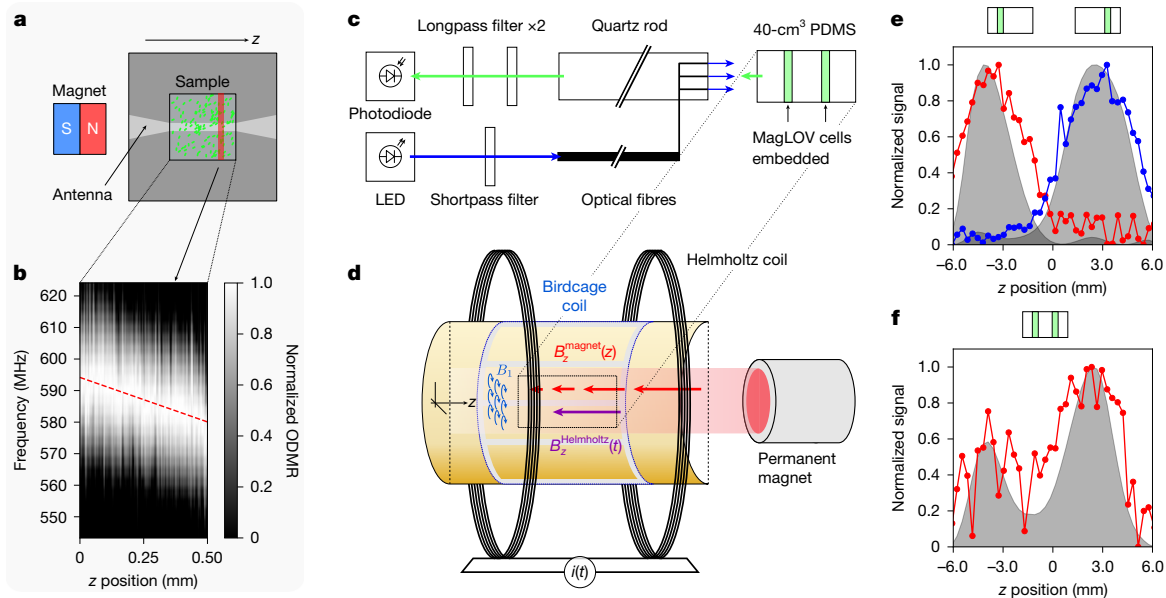 a
z
Magnet
S N
Sample
Antenna
b
620
610
600
590
580
570
560
550
Frequency (MHz)
0 0.25 0.50
z position (mm)
1.0
0.8
0.6
0.4
0.2
0
Normalized ODMR
c
Longpass filter ×2
Quartz rod
40-cm³ PDMS
Photodiode
MagLOV cells
embedded
LED
Shortpass filter
Optical fibres
d
Helmholtz coil
Birdcage
coil
B₁
B_z^magnet(z)
z
B_z^Helmholtz(t)
Permanent
magnet
i(t)
e
1.0
0.8
0.6
0.4
0.2
0
Normalized signal
−6.0 −3.0 0 3.0 6.0
z position (mm)
f
1.0
0.8
0.6
0.4
0.2
0
Normalized signal
-6.0 −3.0 0 3.0 6.0
z position (mm)